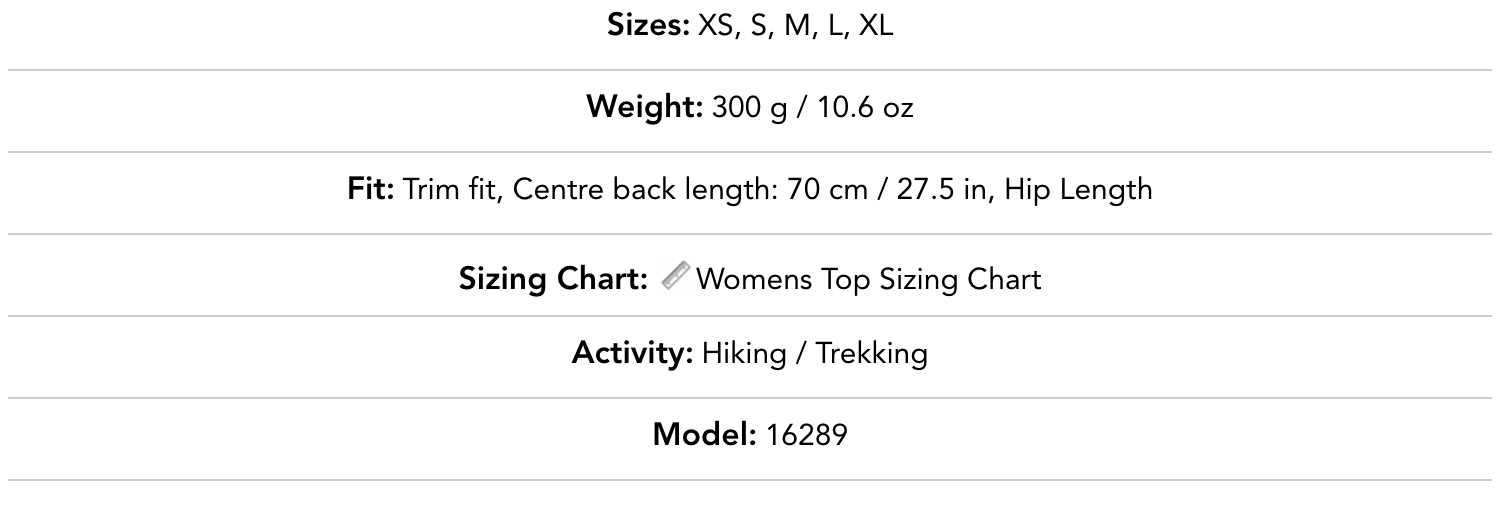 Sizes: XS, S, M, L, XL
Weight: 300 g / 10.6 oz
Fit: Trim fit, Centre back length: 70 cm / 27.5 in, Hip Length
Sizing Chart: Womens Top Sizing Chart
Activity: Hiking / Trekking
Model: 16289